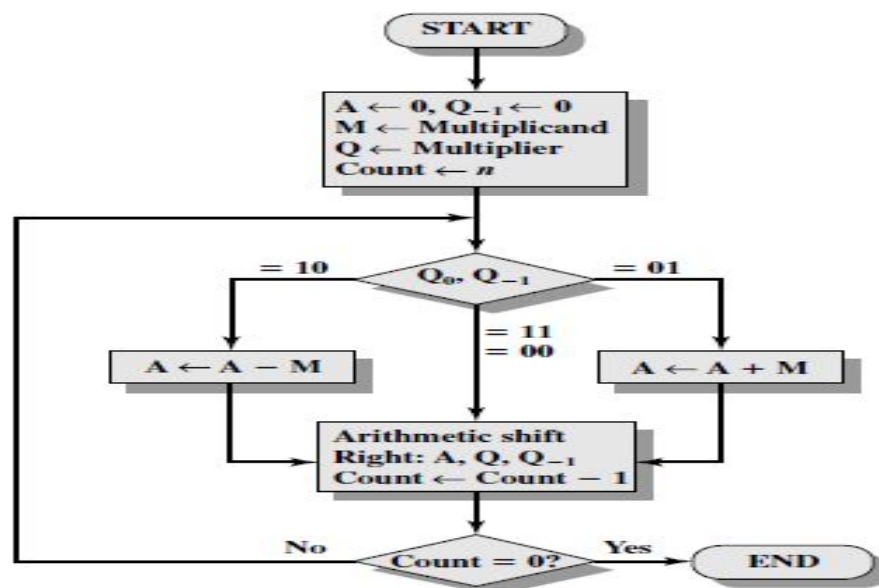 START
A ← 0, Q₋₁ ← 0
M ← Multiplicand
Q ← Multiplier
Count ← n
= 10
Q₀, Q₋₁
= 01
= 11
= 00
A ← A − M
A ← A + M
Arithmetic shift
Right: A, Q, Q₋₁
Count ← Count − 1
No
Count = 0?
Yes
END